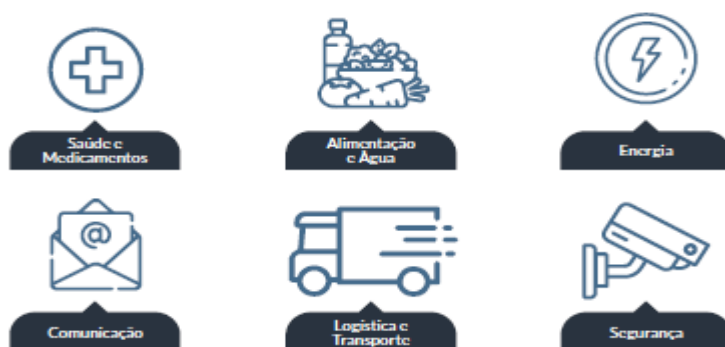 Saúde e
Medicamentos
Alimentação
e Água
Energia
@
Comunicação
Logística e
Transporte
Segurança